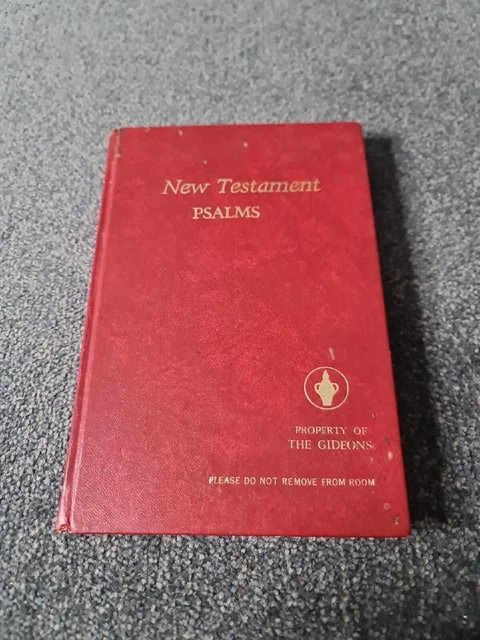 New Testament
PSALMS
PROPERTY OF
THE GIDEONS
PLEASE DO NOT REMOVE FROM ROOM